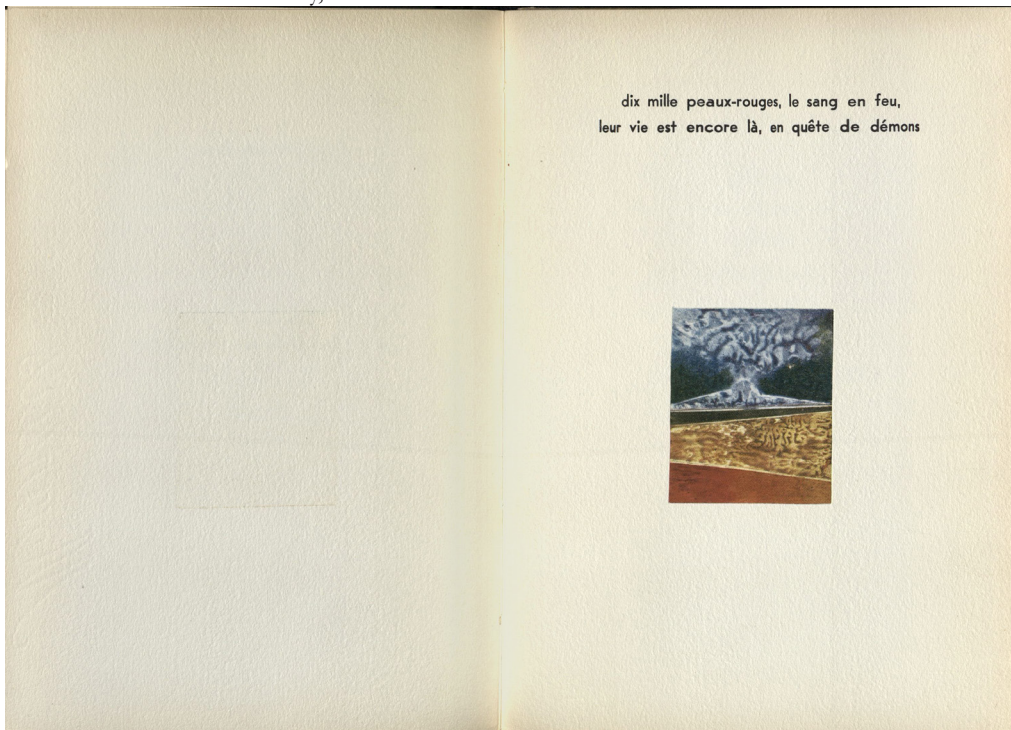 dix mille peaux-rouges, le sang en feu,
leur vie est encore là, en quête de démons